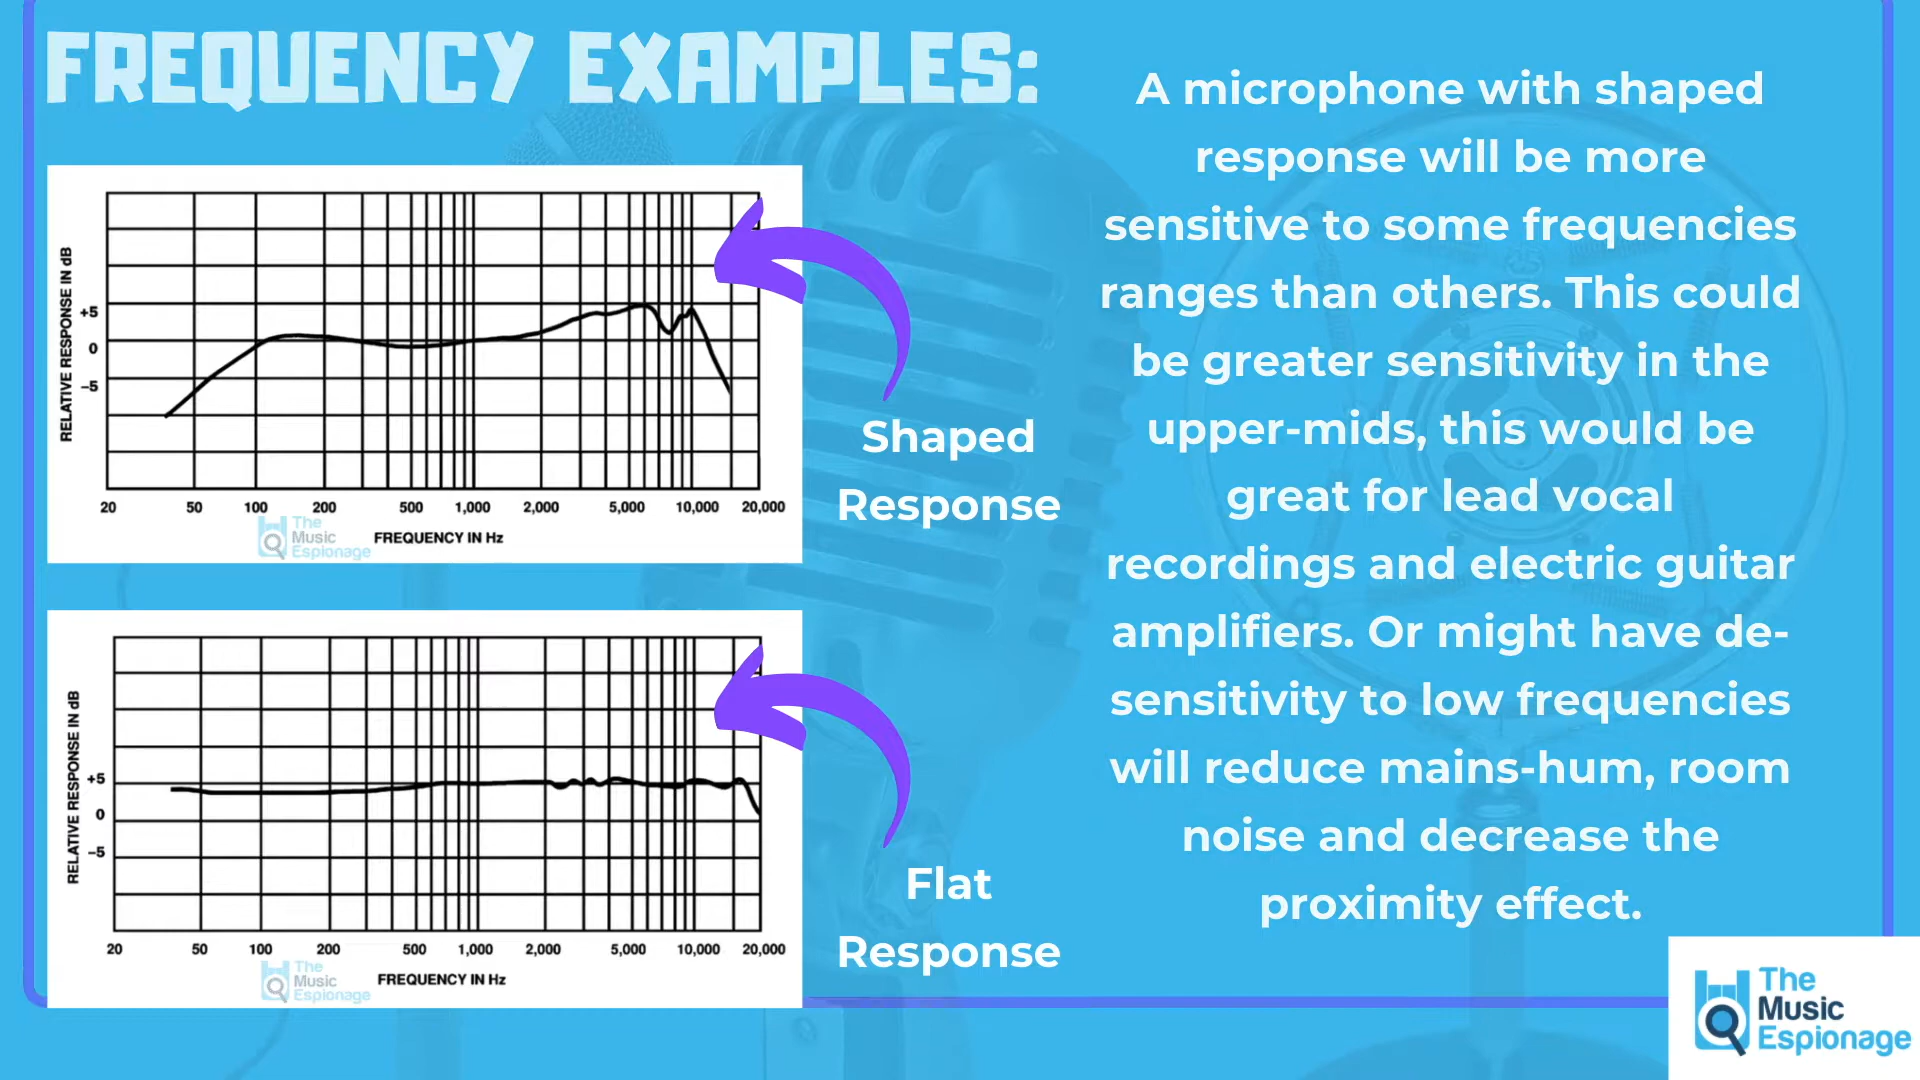 FREQUENCY EXAMPLES:
RELATIVE RESPONSE IN dB
+5
0
-5
20 50 100 200 500 1,000 2,000 5,000 10,000 20,000
FREQUENCY IN Hz
The
Music
Espionage
Shaped
Response
RELATIVE RESPONSE IN dB
+5
0
-5
20 50 100 200 500 1,000 2,000 5,000 10,000 20,000
FREQUENCY IN Hz
The
Music
Espionage
Flat
Response
A microphone with shaped
response will be more
sensitive to some frequencies
ranges than others. This could
be greater sensitivity in the
upper-mids, this would be
great for lead vocal
recordings and electric guitar
amplifiers. Or might have de-
sensitivity to low frequencies
will reduce mains-hum, room
noise and decrease the
proximity effect.
The
Music
Espionage